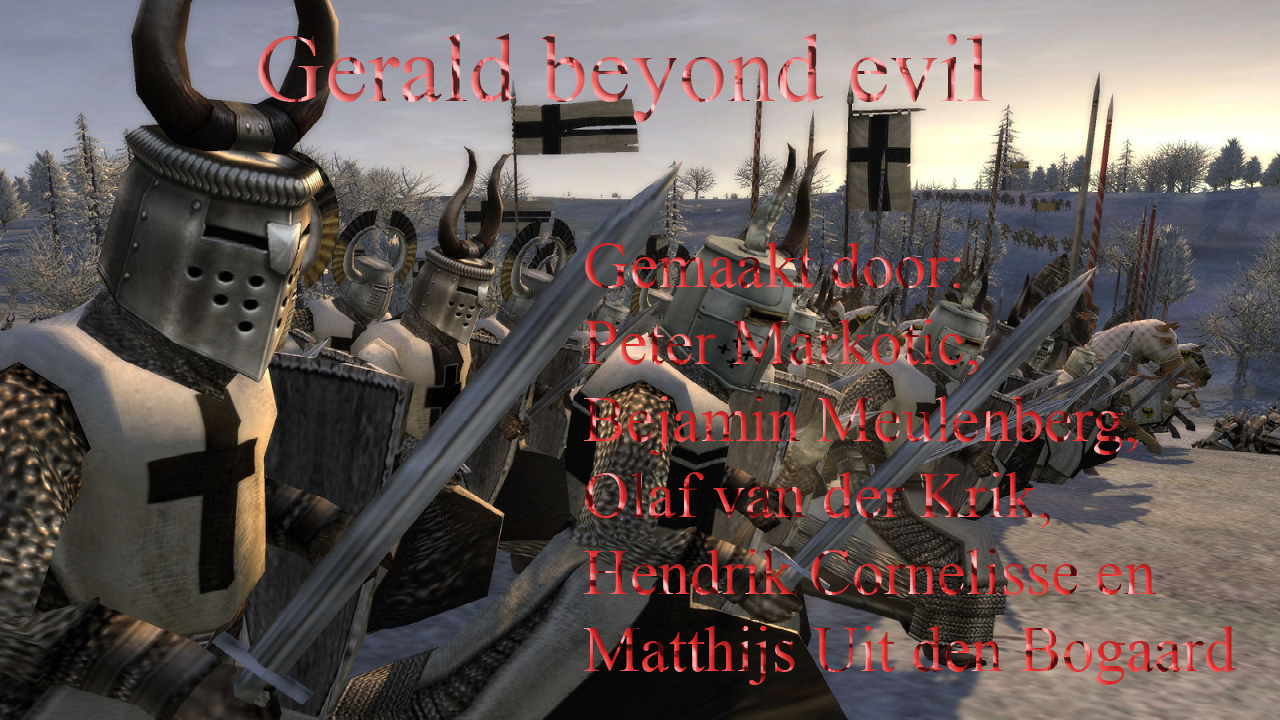 Gerald beyond evil
Gemaakt door:
Peter Markotic,
Bejamin Meulenberg,
Olaf van der Krik,
Hendrik Cornelisse en
Matthijs Uit den Bogaard